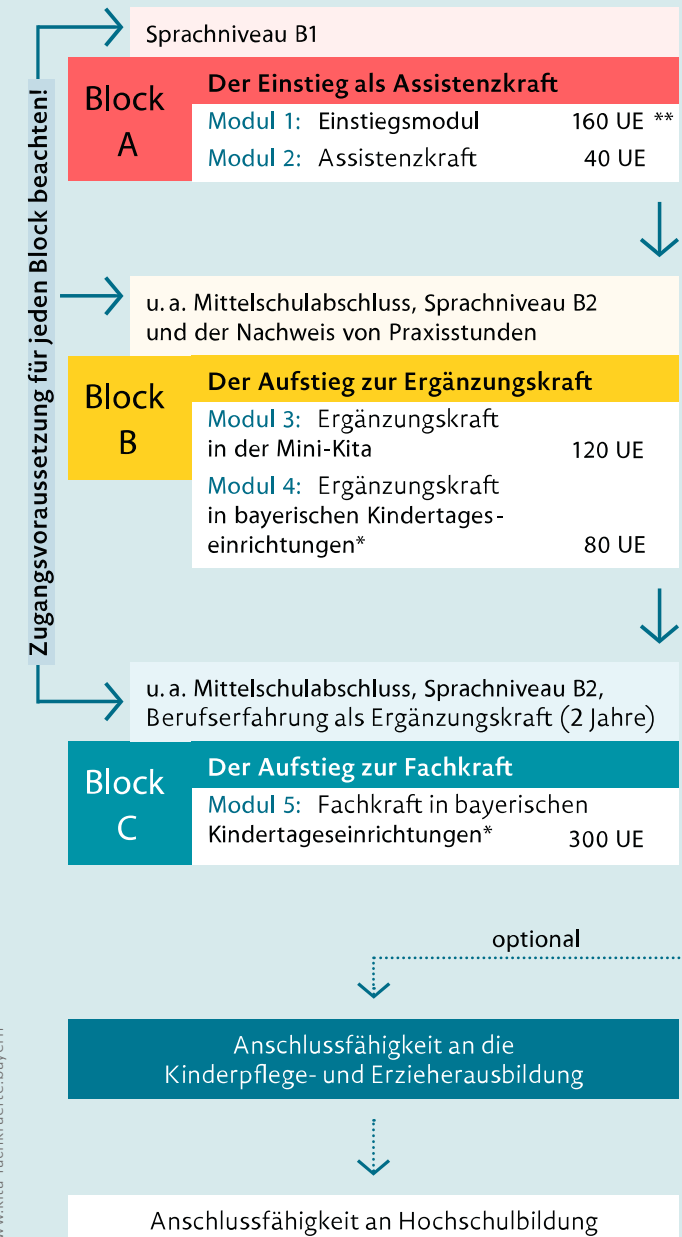 Zugangsvoraussetzung für jeden Block beachten!
Sprachniveau B1
Block
A
Der Einstieg als Assistenzkraft
Modul 1: Einstiegsmodul 160 UE **
Modul 2: Assistenzkraft 40 UE
u. a. Mittelschulabschluss, Sprachniveau B2
und der Nachweis von Praxisstunden
Block
B
Der Aufstieg zur Ergänzungskraft
Modul 3: Ergänzungskraft
in der Mini-Kita 120 UE
Modul 4: Ergänzungskraft
in bayerischen Kindertages-
einrichtungen* 80 UE
u. a. Mittelschulabschluss, Sprachniveau B2,
Berufserfahrung als Ergänzungskraft (2 Jahre)
Block
C
Der Aufstieg zur Fachkraft
Modul 5: Fachkraft in bayerischen
Kindertageseinrichtungen* 300 UE
optional
Anschlussfähigkeit an die
Kinderpflege- und Erzieherausbildung
Anschlussfähigkeit an Hochschulbildung